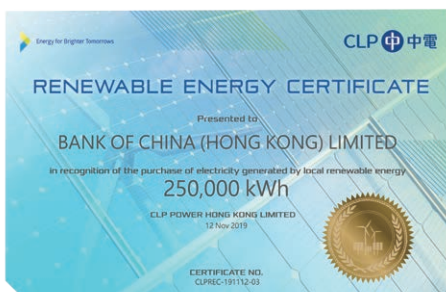 Energy for Brighter Tomorrows
CLP 中電
RENEWABLE ENERGY CERTIFICATE
Presented to
BANK OF CHINA (HONG KONG) LIMITED
in recognition of the purchase of electricity generated by local renewable energy
250,000 kWh
CLP POWER HONG KONG LIMITED
12 Nov 2019
CERTIFICATE NO.
CLPREC-191112-03